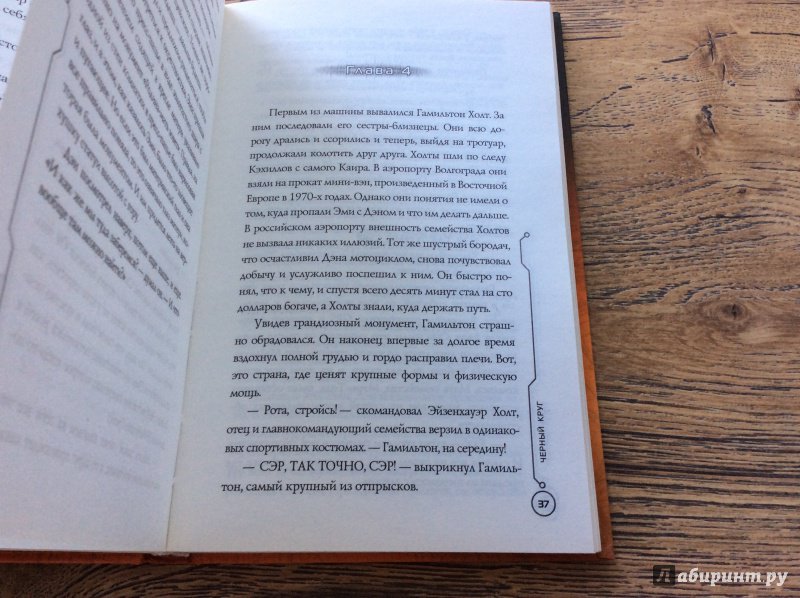 Глава 4
Первым из машины вывалился Гамильтон Холт. За
ним последовали его сестры-близнецы. Они всю до-
рогу дрались и ссорились и теперь, выйдя на тротуар,
продолжали колотить друг друга. Холты шли по следу
Кэхиллов с самого Каира. В аэропорту Волгограда они
взяли на прокат мини-вэн, произведенный в Восточной
Европе в 1970-х годах. Однако они понятия не имели о
том, куда пропали Эми с Дэном и что им делать дальше.
В российском аэропорту внешность семейства Холтов
не вызвала никаких иллюзий. Тот же шустрый бородач,
что осчастливил Дэна мотоциклом, снова почувствовал
добычу и услужливо поспешил к ним. Он быстро по-
нял, что к чему, и спустя всего десять минут стал на сто
долларов богаче, а Холты знали, куда держать путь.
Увидев грандиозный монумент, Гамильтон страш-
но обрадовался. Он наконец впервые за долгое время
вздохнул полной грудью и гордо расправил плечи. Вот,
это страна, где ценят крупные формы и физическую
мощь.
— Рота, стройсь! — скомандовал Эйзенхауэр Холт,
отец и главнокомандующий семейства верзил в одинако-
вых спортивных костюмах. — Гамильтон, на середину!
— СЭР, ТАК ТОЧНО, СЭР! — выкрикнул Гамиль-
тон, самый крупный из отпрысков.
ЧЕРНЫЙ КРУГ
37
Лабиринт.ру